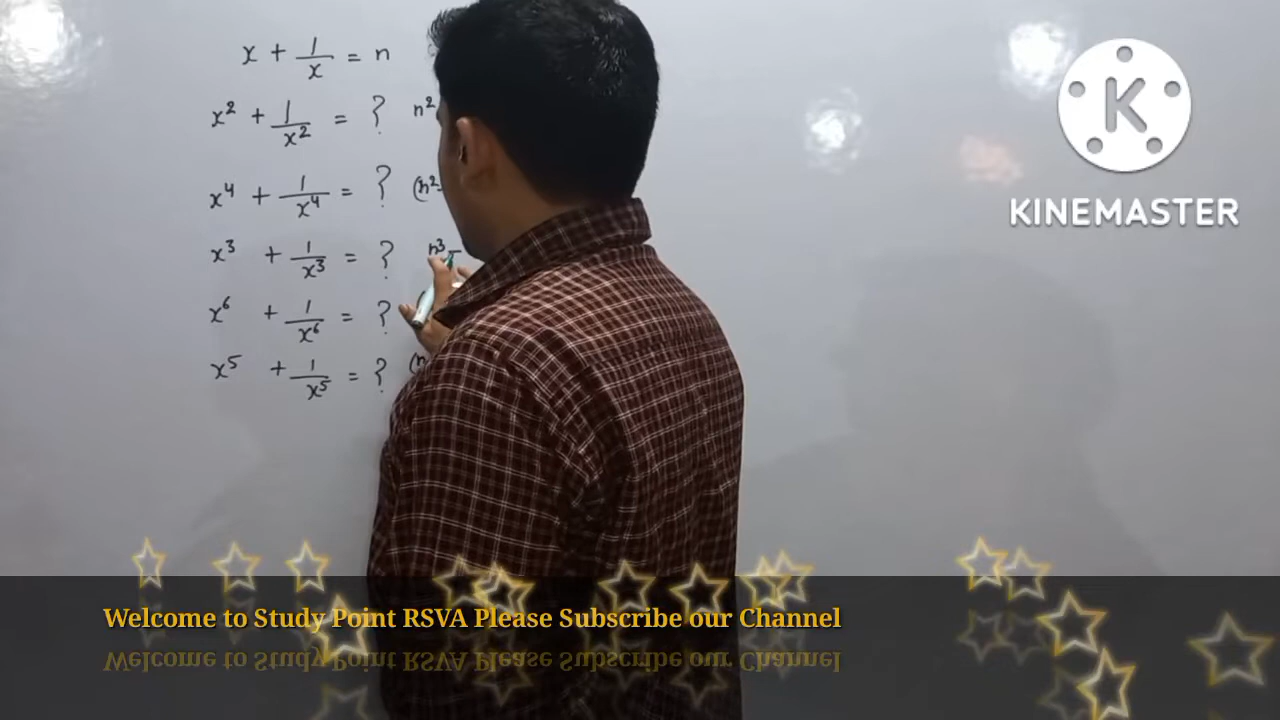 x + 1/x = n
x² + 1/x² = ? n²
x⁴ + 1/x⁴ = ? (n²-
x³ + 1/x³ = ? n³-
x⁶ + 1/x⁶ = ?
x⁵ + 1/x⁵ = ? (n
KINEMASTER
Welcome to Study Point RSVA Please Subscribe our Channel